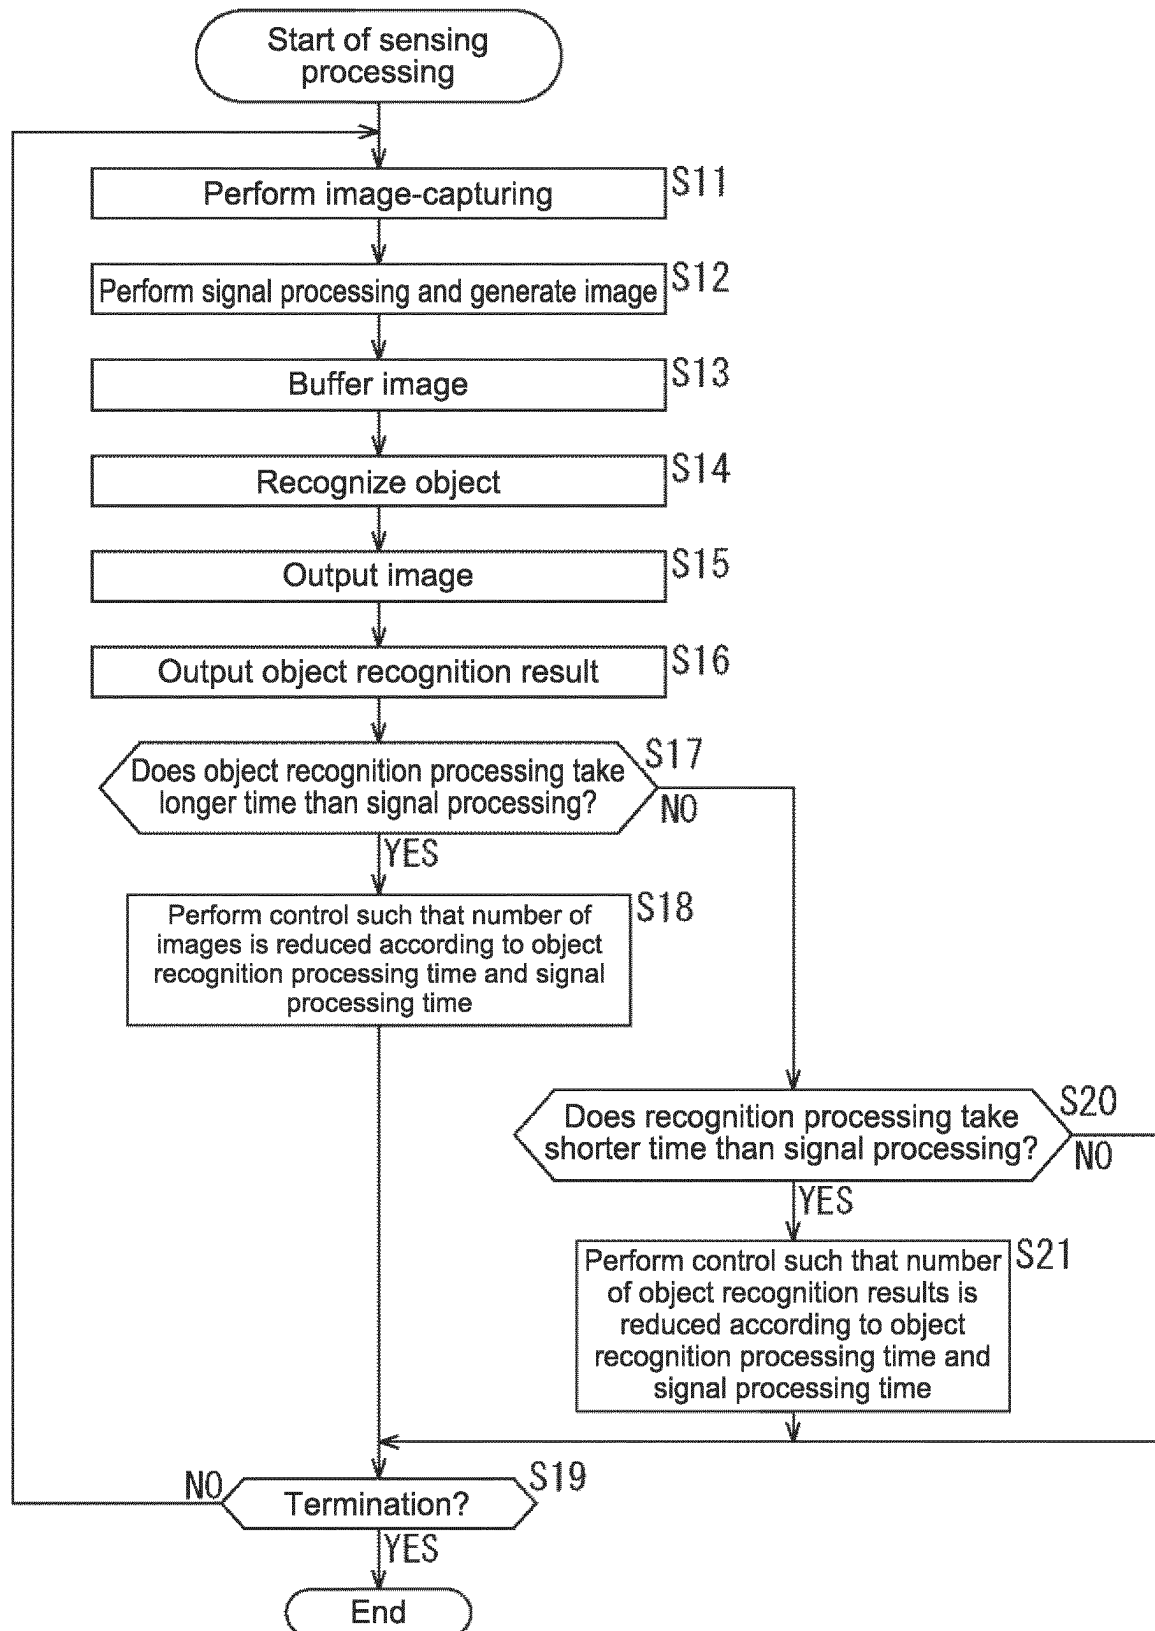 Start of sensing
processing
Perform image-capturing
S11
Perform signal processing and generate image
S12
Buffer image
S13
Recognize object
S14
Output image
S15
Output object recognition result
S16
Does object recognition processing take
longer time than signal processing?
S17
NO
YES
Perform control such that number of
images is reduced according to object
recognition processing time and signal
processing time
S18
Does recognition processing take
shorter time than signal processing?
S20
NO
YES
Perform control such that number
of object recognition results is
reduced according to object
recognition processing time and
signal processing time
S21
NO
Termination?
S19
YES
End